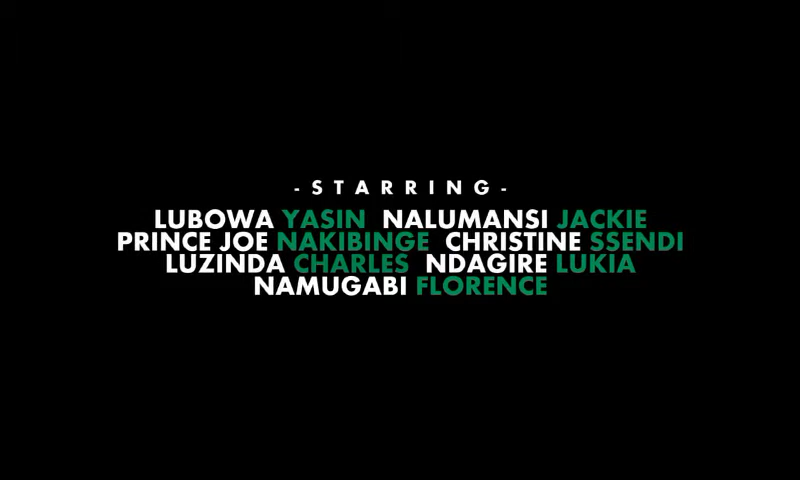 - STARRING -
LUBOWA YASIN NALUMANSI JACKIE
PRINCE JOE NAKIBINGE CHRISTINE SSENDI
LUZINDA CHARLES NDAGIRE LUKIA
NAMUGABI FLORENCE